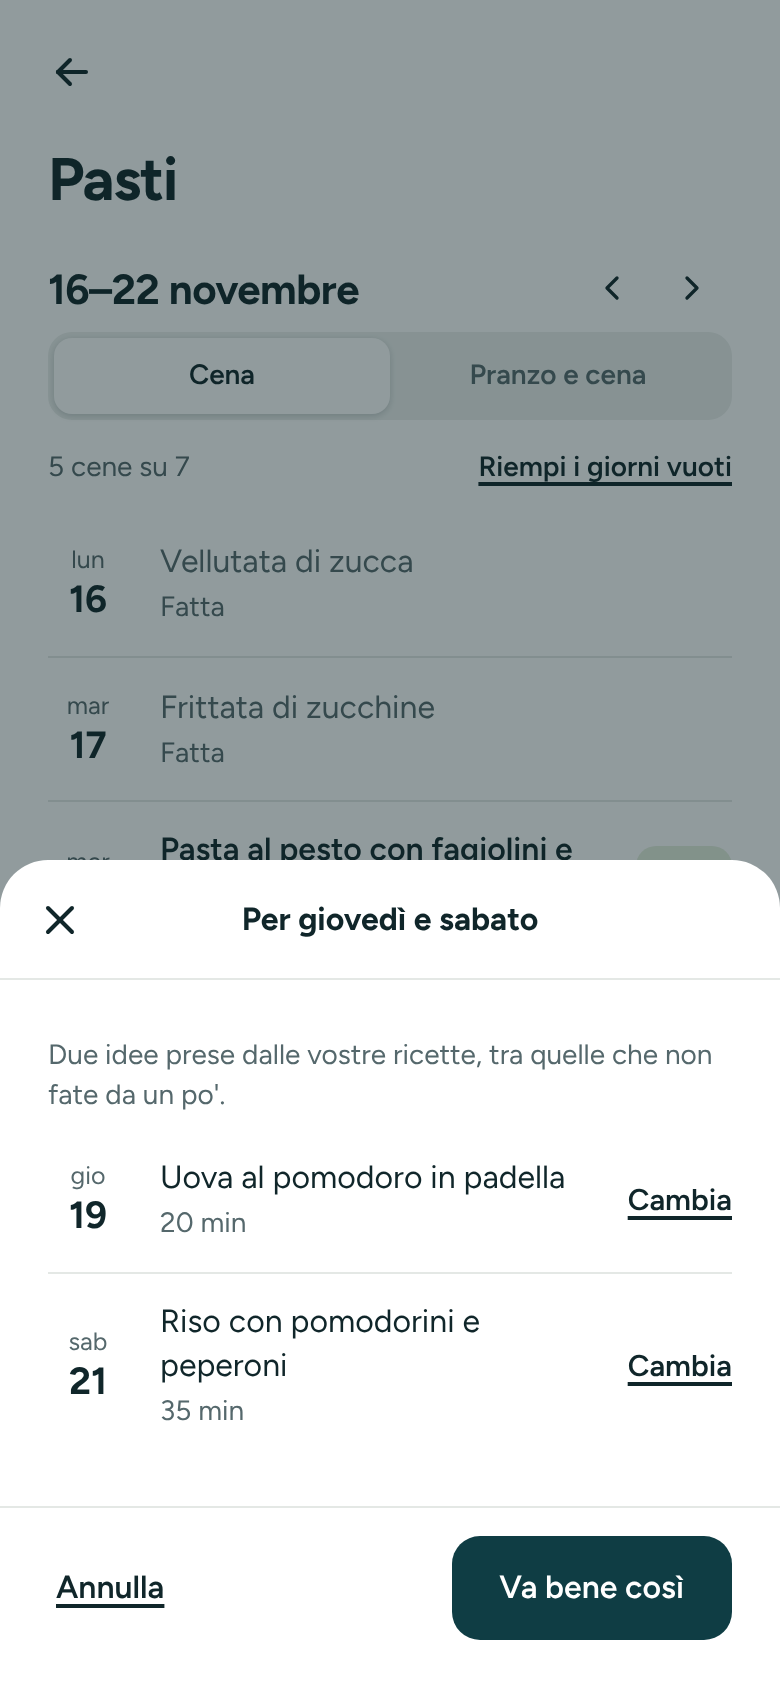 Pasti
16–22 novembre
Cena
Pranzo e cena
5 cene su 7
Riempi i giorni vuoti
lun
16
Vellutata di zucca
Fatta
mar
17
Frittata di zucchine
Fatta
mer
Pasta al pesto con fagiolini e
Per giovedì e sabato
Due idee prese dalle vostre ricette, tra quelle che non
fate da un po'.
gio
19
Uova al pomodoro in padella
20 min
Cambia
sab
21
Riso con pomodorini e
peperoni
35 min
Cambia
Annulla
Va bene così